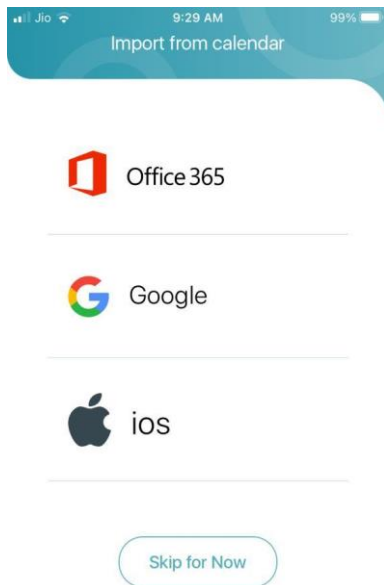 Jio 9:29 AM 99%
Import from calendar
Office 365
Google
ios
Skip for Now